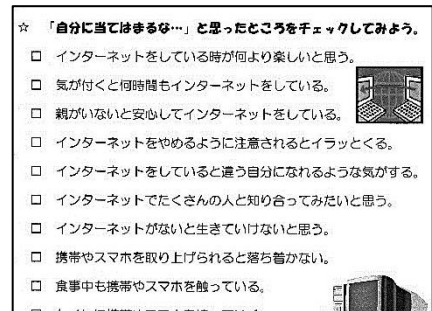 ☆ 「自分に当てはまるな…」と思ったところをチェックしてみよう。
□ インターネットをしている時が何より楽しいと思う。
□ 気が付くと何時間もインターネットをしている。
□ 親がいないと安心してインターネットをしている。
□ インターネットをやめるように注意されるとイラッとくる。
□ インターネットをしていると違う自分になれるような気がする。
□ インターネットでたくさんの人と知り合ってみたいと思う。
□ インターネットがないと生きていけないと思う。
□ 携帯やスマホを取り上げられると落ち着かない。
□ 食事中も携帯やスマホを触っている。